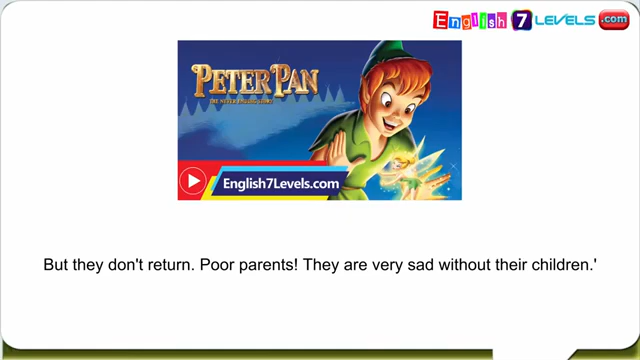 English 7 LEVELS .com
PETER PAN
English7Levels.com
But they don't return. Poor parents! They are very sad without their children.'